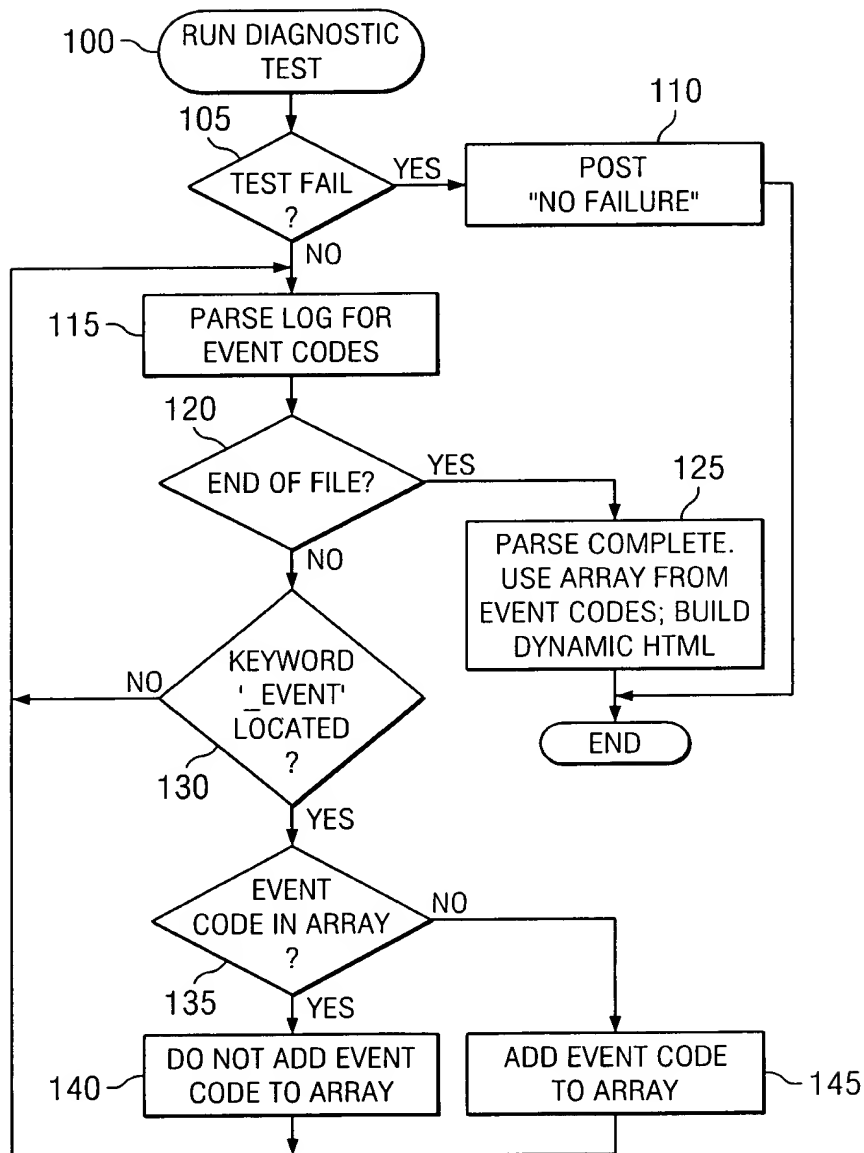 100
RUN DIAGNOSTIC
TEST
105
TEST FAIL
?
YES
110
POST
"NO FAILURE"
NO
115
PARSE LOG FOR
EVENT CODES
120
END OF FILE?
YES
125
PARSE COMPLETE.
USE ARRAY FROM
EVENT CODES; BUILD
DYNAMIC HTML
NO
KEYWORD
'_EVENT'
LOCATED
?
NO
130
END
YES
EVENT
CODE IN ARRAY
?
NO
135
YES
140
DO NOT ADD EVENT
CODE TO ARRAY
ADD EVENT CODE
TO ARRAY
145